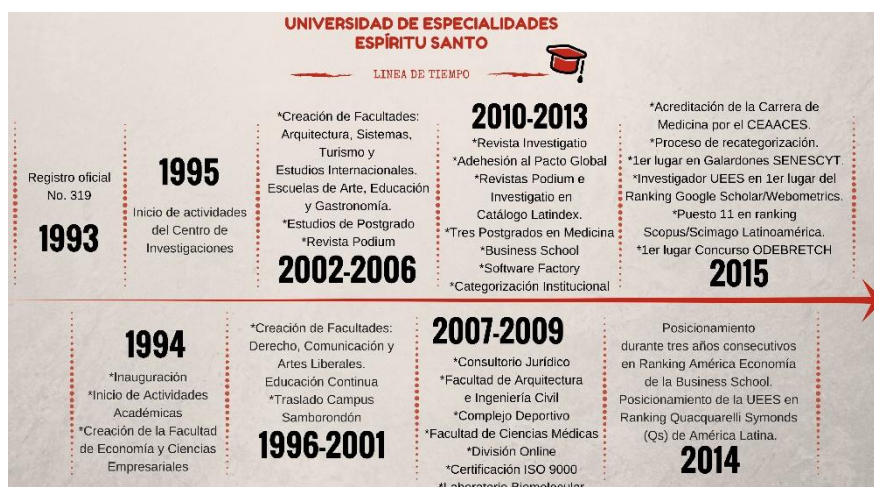 UNIVERSIDAD DE ESPECIALIDADES
ESPÍRITU SANTO
LINEA DE TIEMPO
Registro oficial
No. 319
1993
1995
Inicio de actividades
del Centro de
Investigaciones
*Creación de Facultades:
Arquitectura, Sistemas,
Turismo y
Estudios Internacionales.
Escuelas de Arte, Educación
y Gastronomía.
*Estudios de Postgrado
*Revista Podium
2002-2006
2010-2013
*Revista Investigatio
*Adehesión al Pacto Global
*Revistas Podium e
Investigatio en
Catálogo Latindex.
*Tres Postgrados en Medicina
*Business School
*Software Factory
*Categorización Institucional
*Acreditación de la Carrera de
Medicina por el CEAACES.
*Proceso de recategorización.
*1er lugar en Galardones SENESCYT.
*Investigador UEES en 1er lugar del
Ranking Google Scholar/Webometrics.
*Puesto 11 en ranking
Scopus/Scimago Latinoamérica.
*1er lugar Concurso ODEBRETCH
2015
1994
*Inauguración
*Inicio de Actividades
Académicas
*Creación de la Facultad
de Economía y Ciencias
Empresariales
*Creación de Facultades:
Derecho, Comunicación y
Artes Liberales.
Educación Continua
*Traslado Campus
Samborondón
1996-2001
2007-2009
*Consultorio Jurídico
*Facultad de Arquitectura
e Ingeniería Civil
*Complejo Deportivo
*Facultad de Ciencias Médicas
*División Online
*Certificación ISO 9000
*Laboratorio Biomolecular
Posicionamiento
durante tres años consecutivos
en Ranking América Economía
de la Business School.
Posicionamiento de la UEES en
Ranking Quacquarelli Symonds
(Qs) de América Latina.
2014